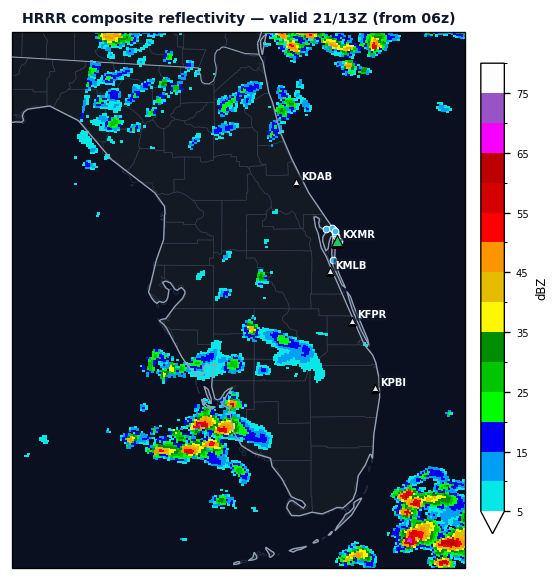 HRRR composite reflectivity — valid 21/13Z (from 06z)
KDAB
KXMR
KMLB
KFPR
KPBI
75
65
55
45
35
25
15
5
dBZ